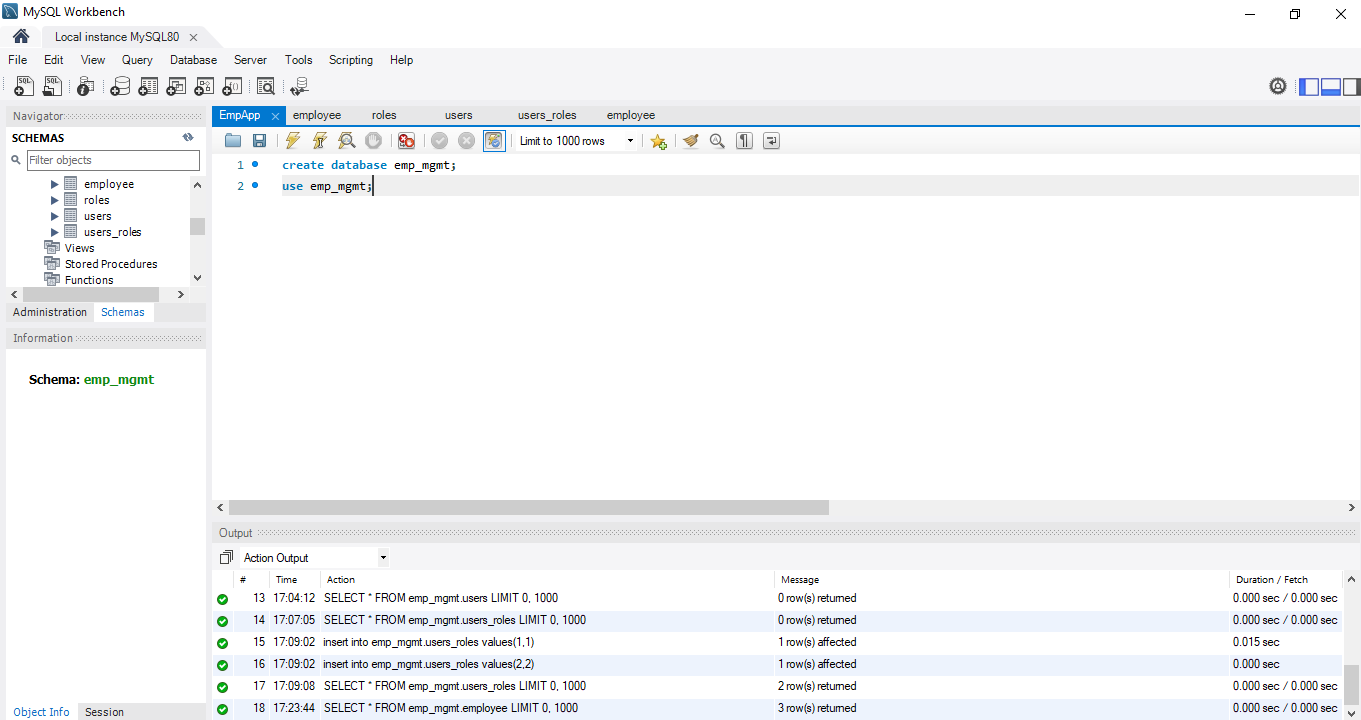 MySQL Workbench
Local instance MySQL80
File Edit View Query Database Server Tools Scripting Help
Navigator
SCHEMAS
Filter objects
employee
roles
users
users_roles
Views
Stored Procedures
Functions
Administration Schemas
Information
Schema: emp_mgmt
Object Info Session
EmpApp employee roles users users_roles employee
Limit to 1000 rows
1 create database emp_mgmt;
2 use emp_mgmt;
Output
Action Output
# Time Action Message Duration / Fetch
13 17:04:12 SELECT * FROM emp_mgmt.users LIMIT 0, 1000 0 row(s) returned 0.000 sec / 0.000 sec
14 17:07:05 SELECT * FROM emp_mgmt.users_roles LIMIT 0, 1000 0 row(s) returned 0.000 sec / 0.000 sec
15 17:09:02 insert into emp_mgmt.users_roles values(1,1) 1 row(s) affected 0.015 sec
16 17:09:02 insert into emp_mgmt.users_roles values(2,2) 1 row(s) affected 0.000 sec
17 17:09:08 SELECT * FROM emp_mgmt.users_roles LIMIT 0, 1000 2 row(s) returned 0.000 sec / 0.000 sec
18 17:23:44 SELECT * FROM emp_mgmt.employee LIMIT 0, 1000 3 row(s) returned 0.000 sec / 0.000 sec